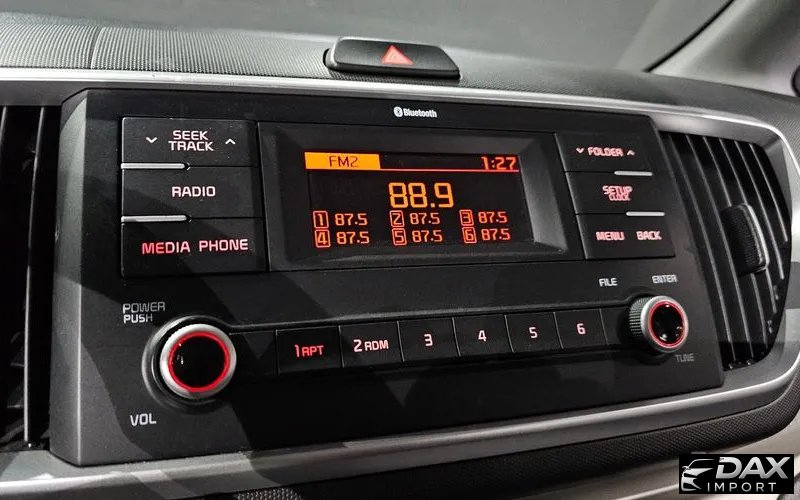 Bluetooth
SEEK
TRACK
RADIO
MEDIA PHONE
FM2 1:27
88.9
1 87.5 2 87.5 3 87.5
4 87.5 5 87.5 6 87.5
FOLDER
SETUP
CLOCK
MENU BACK
POWER
PUSH
VOL
1 RPT 2 RDM 3 4 5 6
FILE ENTER
TUNE
DAX
IMPORT